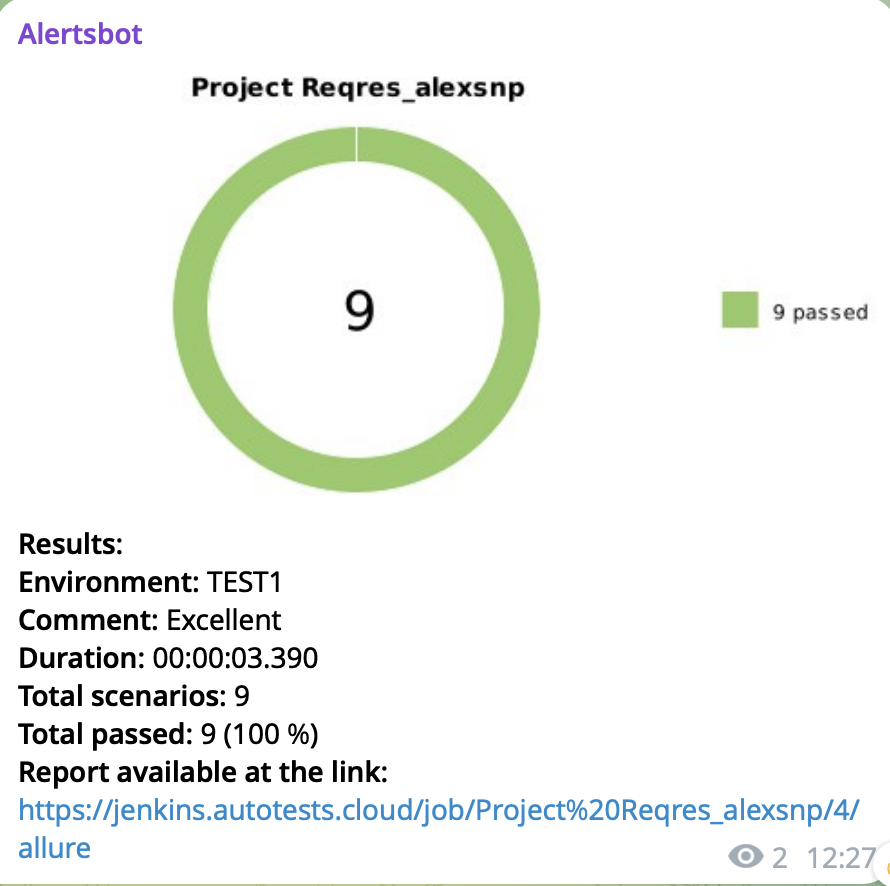 Alertsbot
Project Reqres_alexsnp
9
9 passed
Results:
Environment: TEST1
Comment: Excellent
Duration: 00:00:03.390
Total scenarios: 9
Total passed: 9 (100 %)
Report available at the link:
https://jenkins.autotests.cloud/job/Project%20Reqres_alexsnp/4/
allure
2 12:27